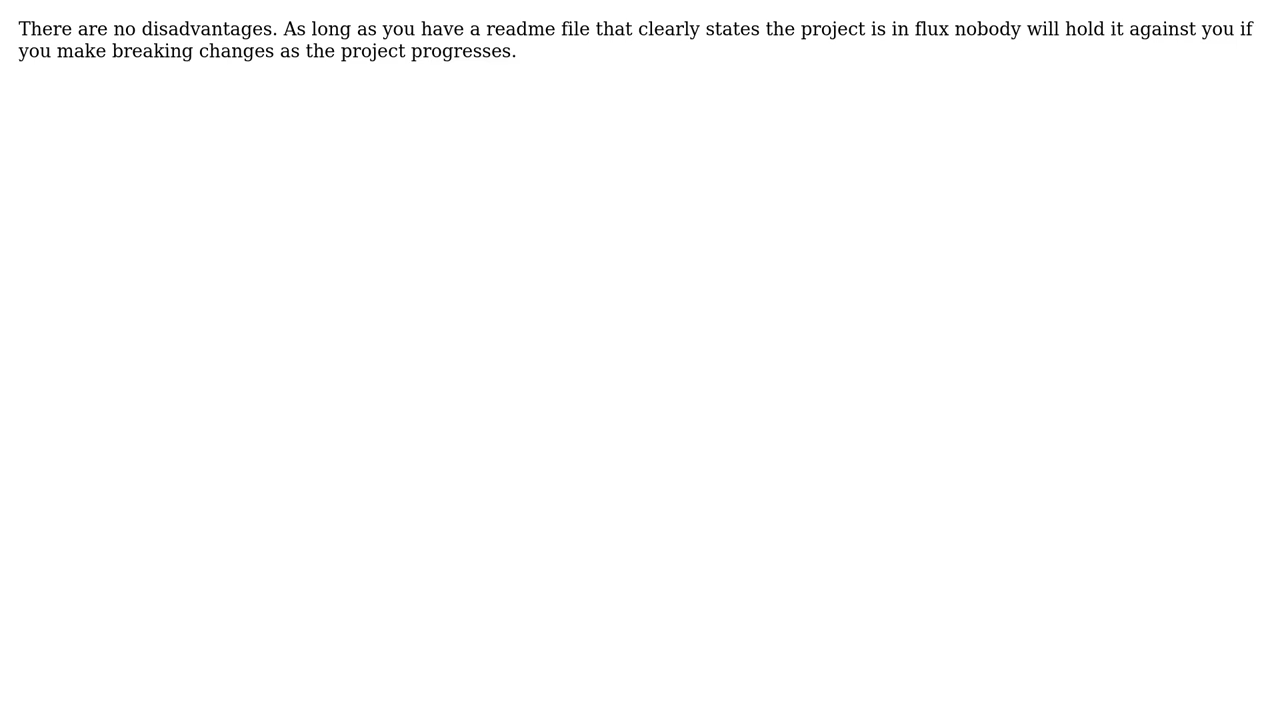 There are no disadvantages. As long as you have a readme file that clearly states the project is in flux nobody will hold it against you if
you make breaking changes as the project progresses.